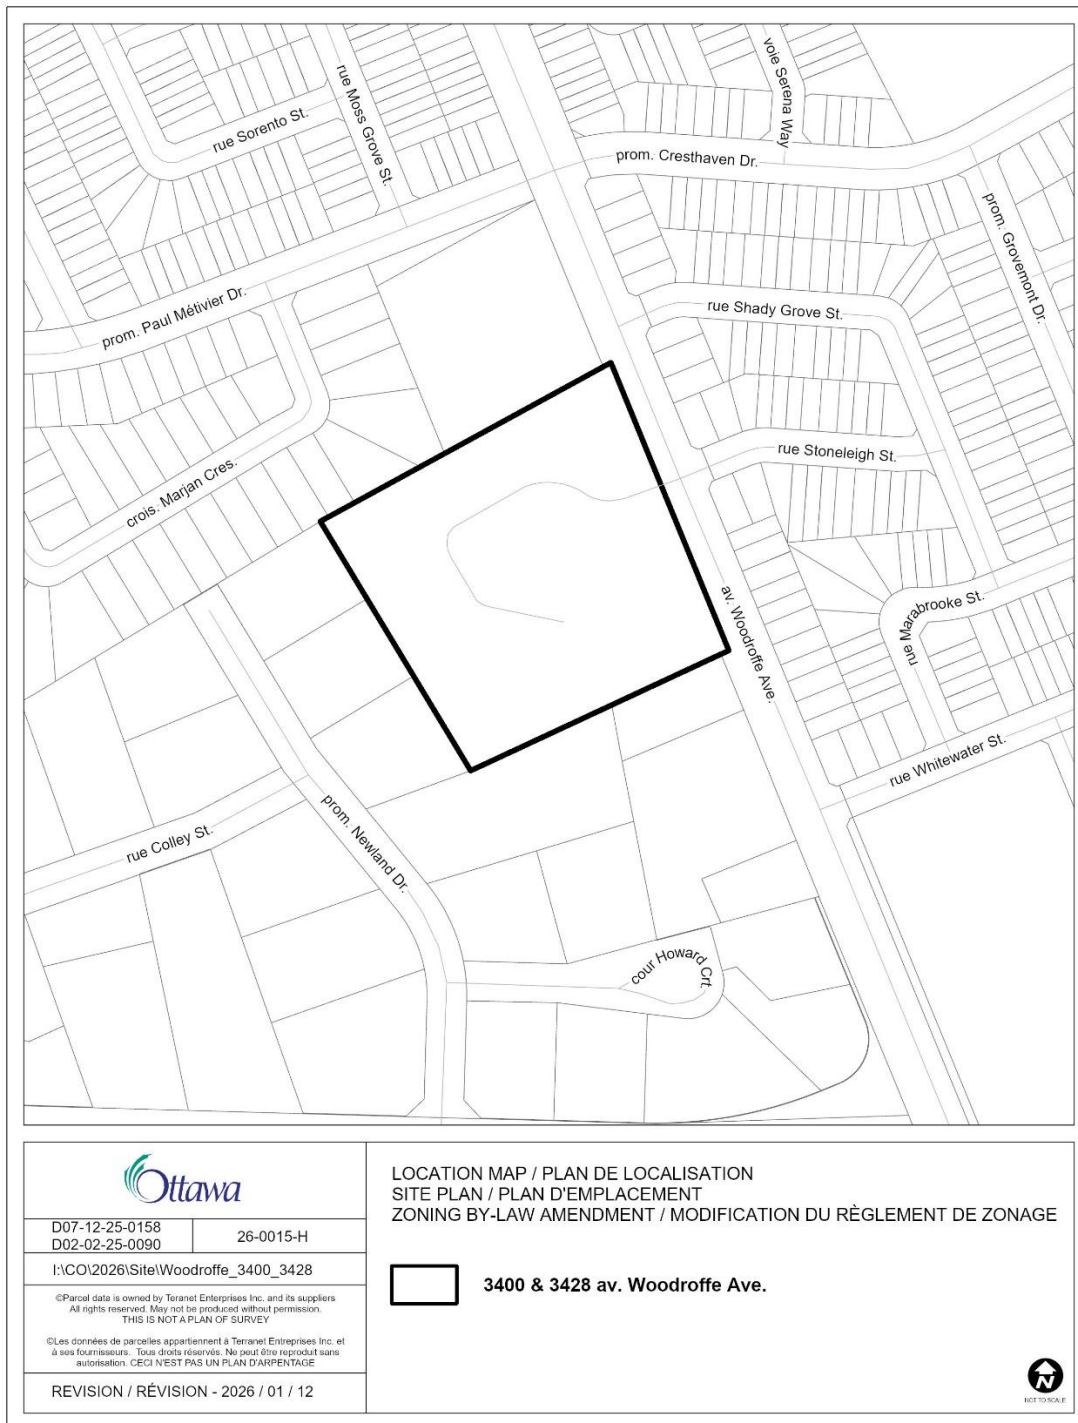 voie Serena Way
rue Moss Grove St.
rue Sorento St.
prom. Cresthaven Dr.
prom. Grovemont Dr.
prom. Paul Métivier Dr.
rue Shady Grove St.
rue Stoneleigh St.
crois. Marjan Cres.
av. Woodroffe Ave.
rue Marabrooke St.
rue Whitewater St.
prom. Newland Dr.
rue Colley St.
cour Howard Crt.
Ottawa
D07-12-25-0158
D02-02-25-0090
26-0015-H
I:\CO\2026\Site\Woodroffe_3400_3428
©Parcel data is owned by Teranet Enterprises Inc. and its suppliers
All rights reserved. May not be produced without permission.
THIS IS NOT A PLAN OF SURVEY
©Les données de parcelles appartiennent à Terranet Entreprises Inc. et
à ses fournisseurs. Tous droits réservés. Ne peut être reproduit sans
autorisation. CECI N'EST PAS UN PLAN D'ARPENTAGE
REVISION / RÉVISION - 2026 / 01 / 12
LOCATION MAP / PLAN DE LOCALISATION
SITE PLAN / PLAN D'EMPLACEMENT
ZONING BY-LAW AMENDMENT / MODIFICATION DU RÈGLEMENT DE ZONAGE
3400 & 3428 av. Woodroffe Ave.
N
NOT TO SCALE